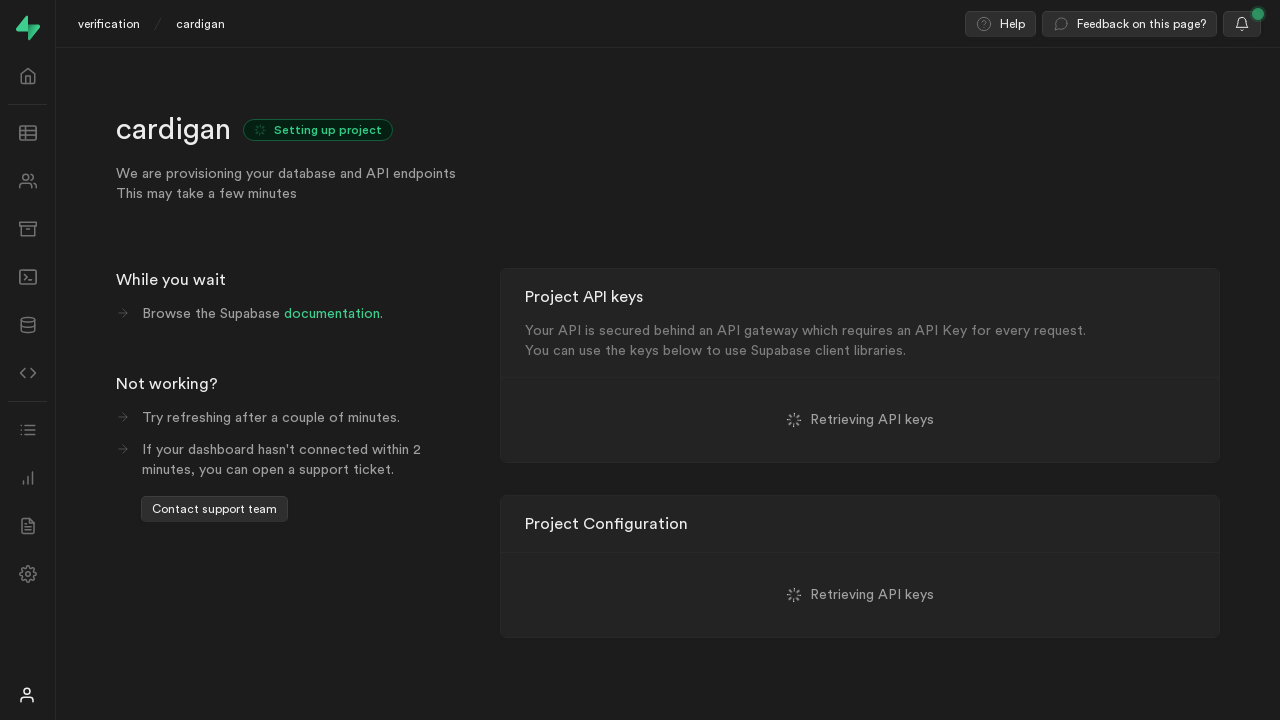 verification / cardigan
Help
Feedback on this page?
cardigan
Setting up project
We are provisioning your database and API endpoints
This may take a few minutes
While you wait
Browse the Supabase documentation.
Not working?
Try refreshing after a couple of minutes.
If your dashboard hasn't connected within 2
minutes, you can open a support ticket.
Contact support team
Project API keys
Your API is secured behind an API gateway which requires an API Key for every request.
You can use the keys below to use Supabase client libraries.
Retrieving API keys
Project Configuration
Retrieving API keys